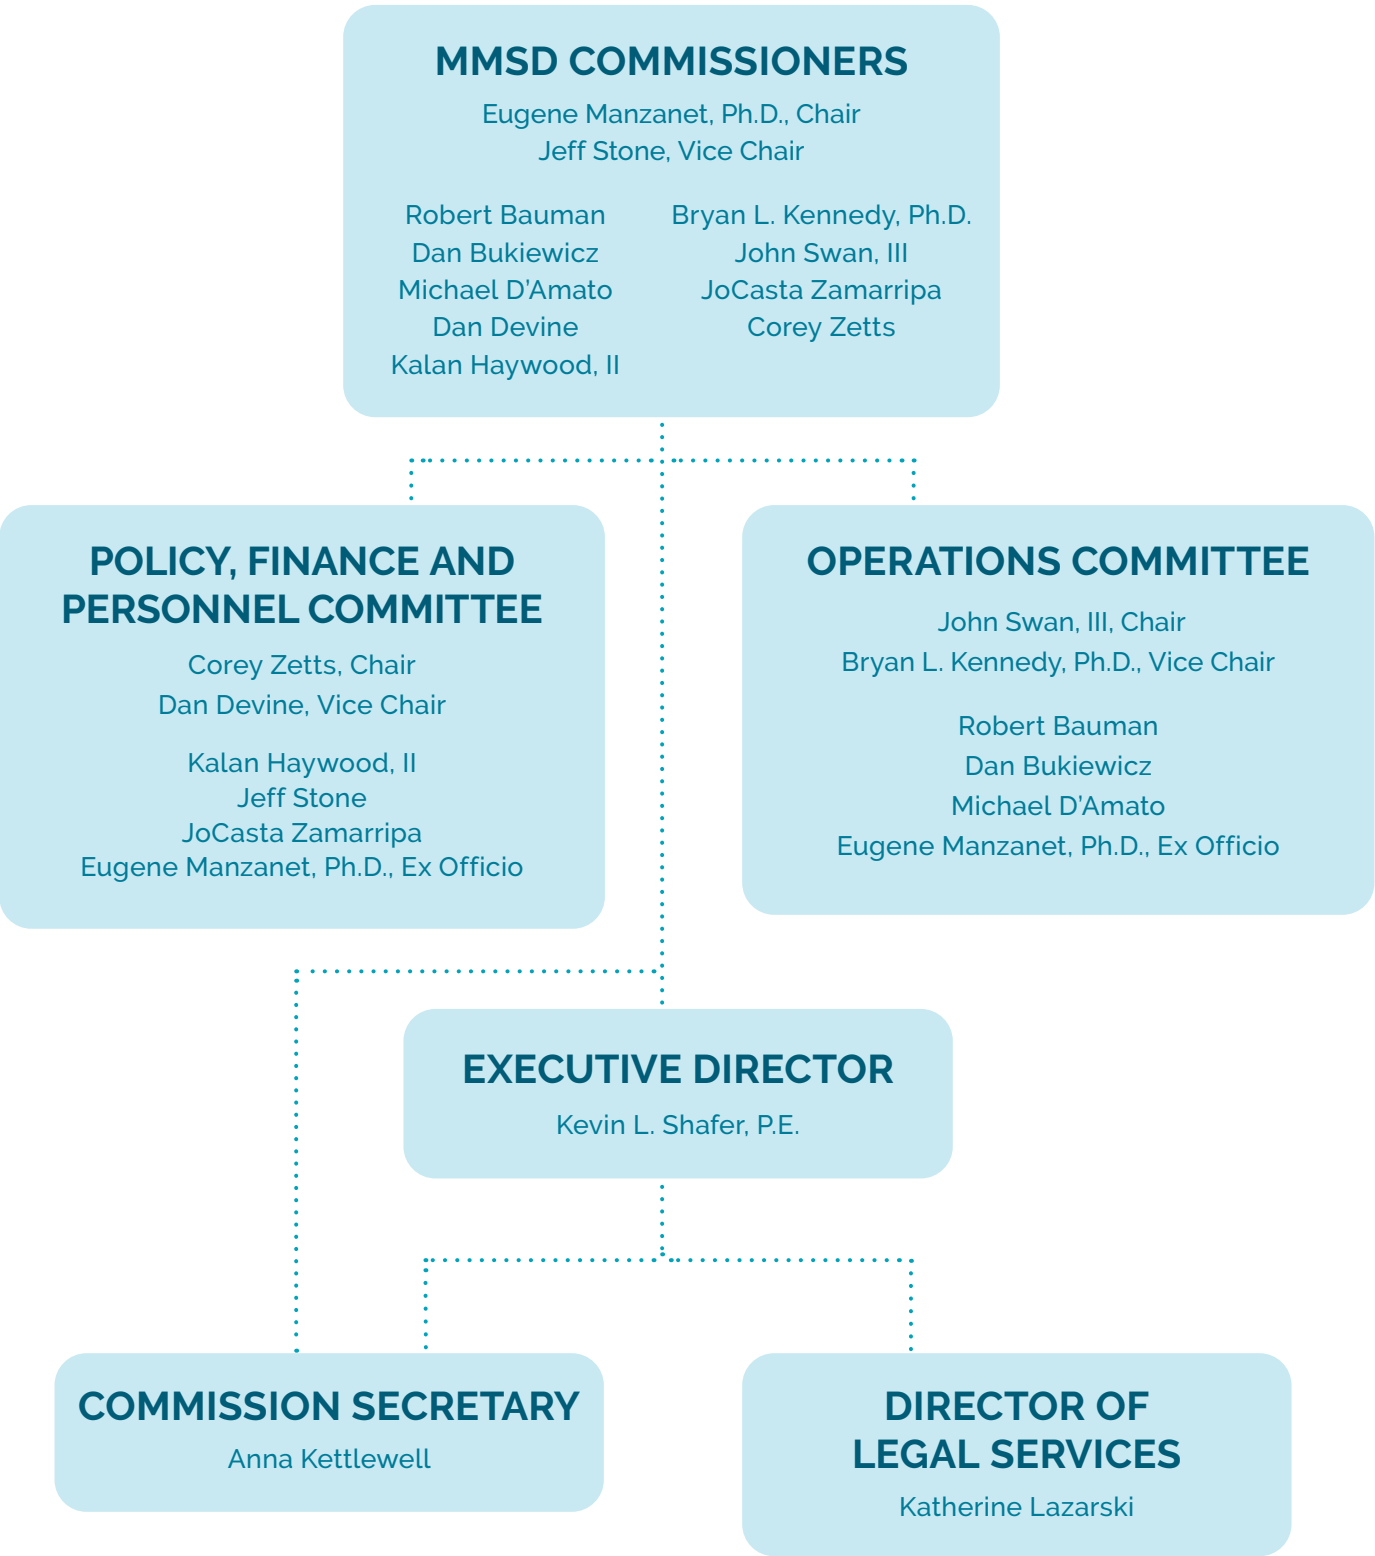 MMSD COMMISSIONERS
Eugene Manzanet, Ph.D., Chair
Jeff Stone, Vice Chair
Robert Bauman
Dan Bukiewicz
Michael D’Amato
Dan Devine
Kalan Haywood, II
Bryan L. Kennedy, Ph.D.
John Swan, III
JoCasta Zamarripa
Corey Zetts
POLICY, FINANCE AND
PERSONNEL COMMITTEE
Corey Zetts, Chair
Dan Devine, Vice Chair
Kalan Haywood, II
Jeff Stone
JoCasta Zamarripa
Eugene Manzanet, Ph.D., Ex Officio
OPERATIONS COMMITTEE
John Swan, III, Chair
Bryan L. Kennedy, Ph.D., Vice Chair
Robert Bauman
Dan Bukiewicz
Michael D’Amato
Eugene Manzanet, Ph.D., Ex Officio
EXECUTIVE DIRECTOR
Kevin L. Shafer, P.E.
COMMISSION SECRETARY
Anna Kettlewell
DIRECTOR OF
LEGAL SERVICES
Katherine Lazarski